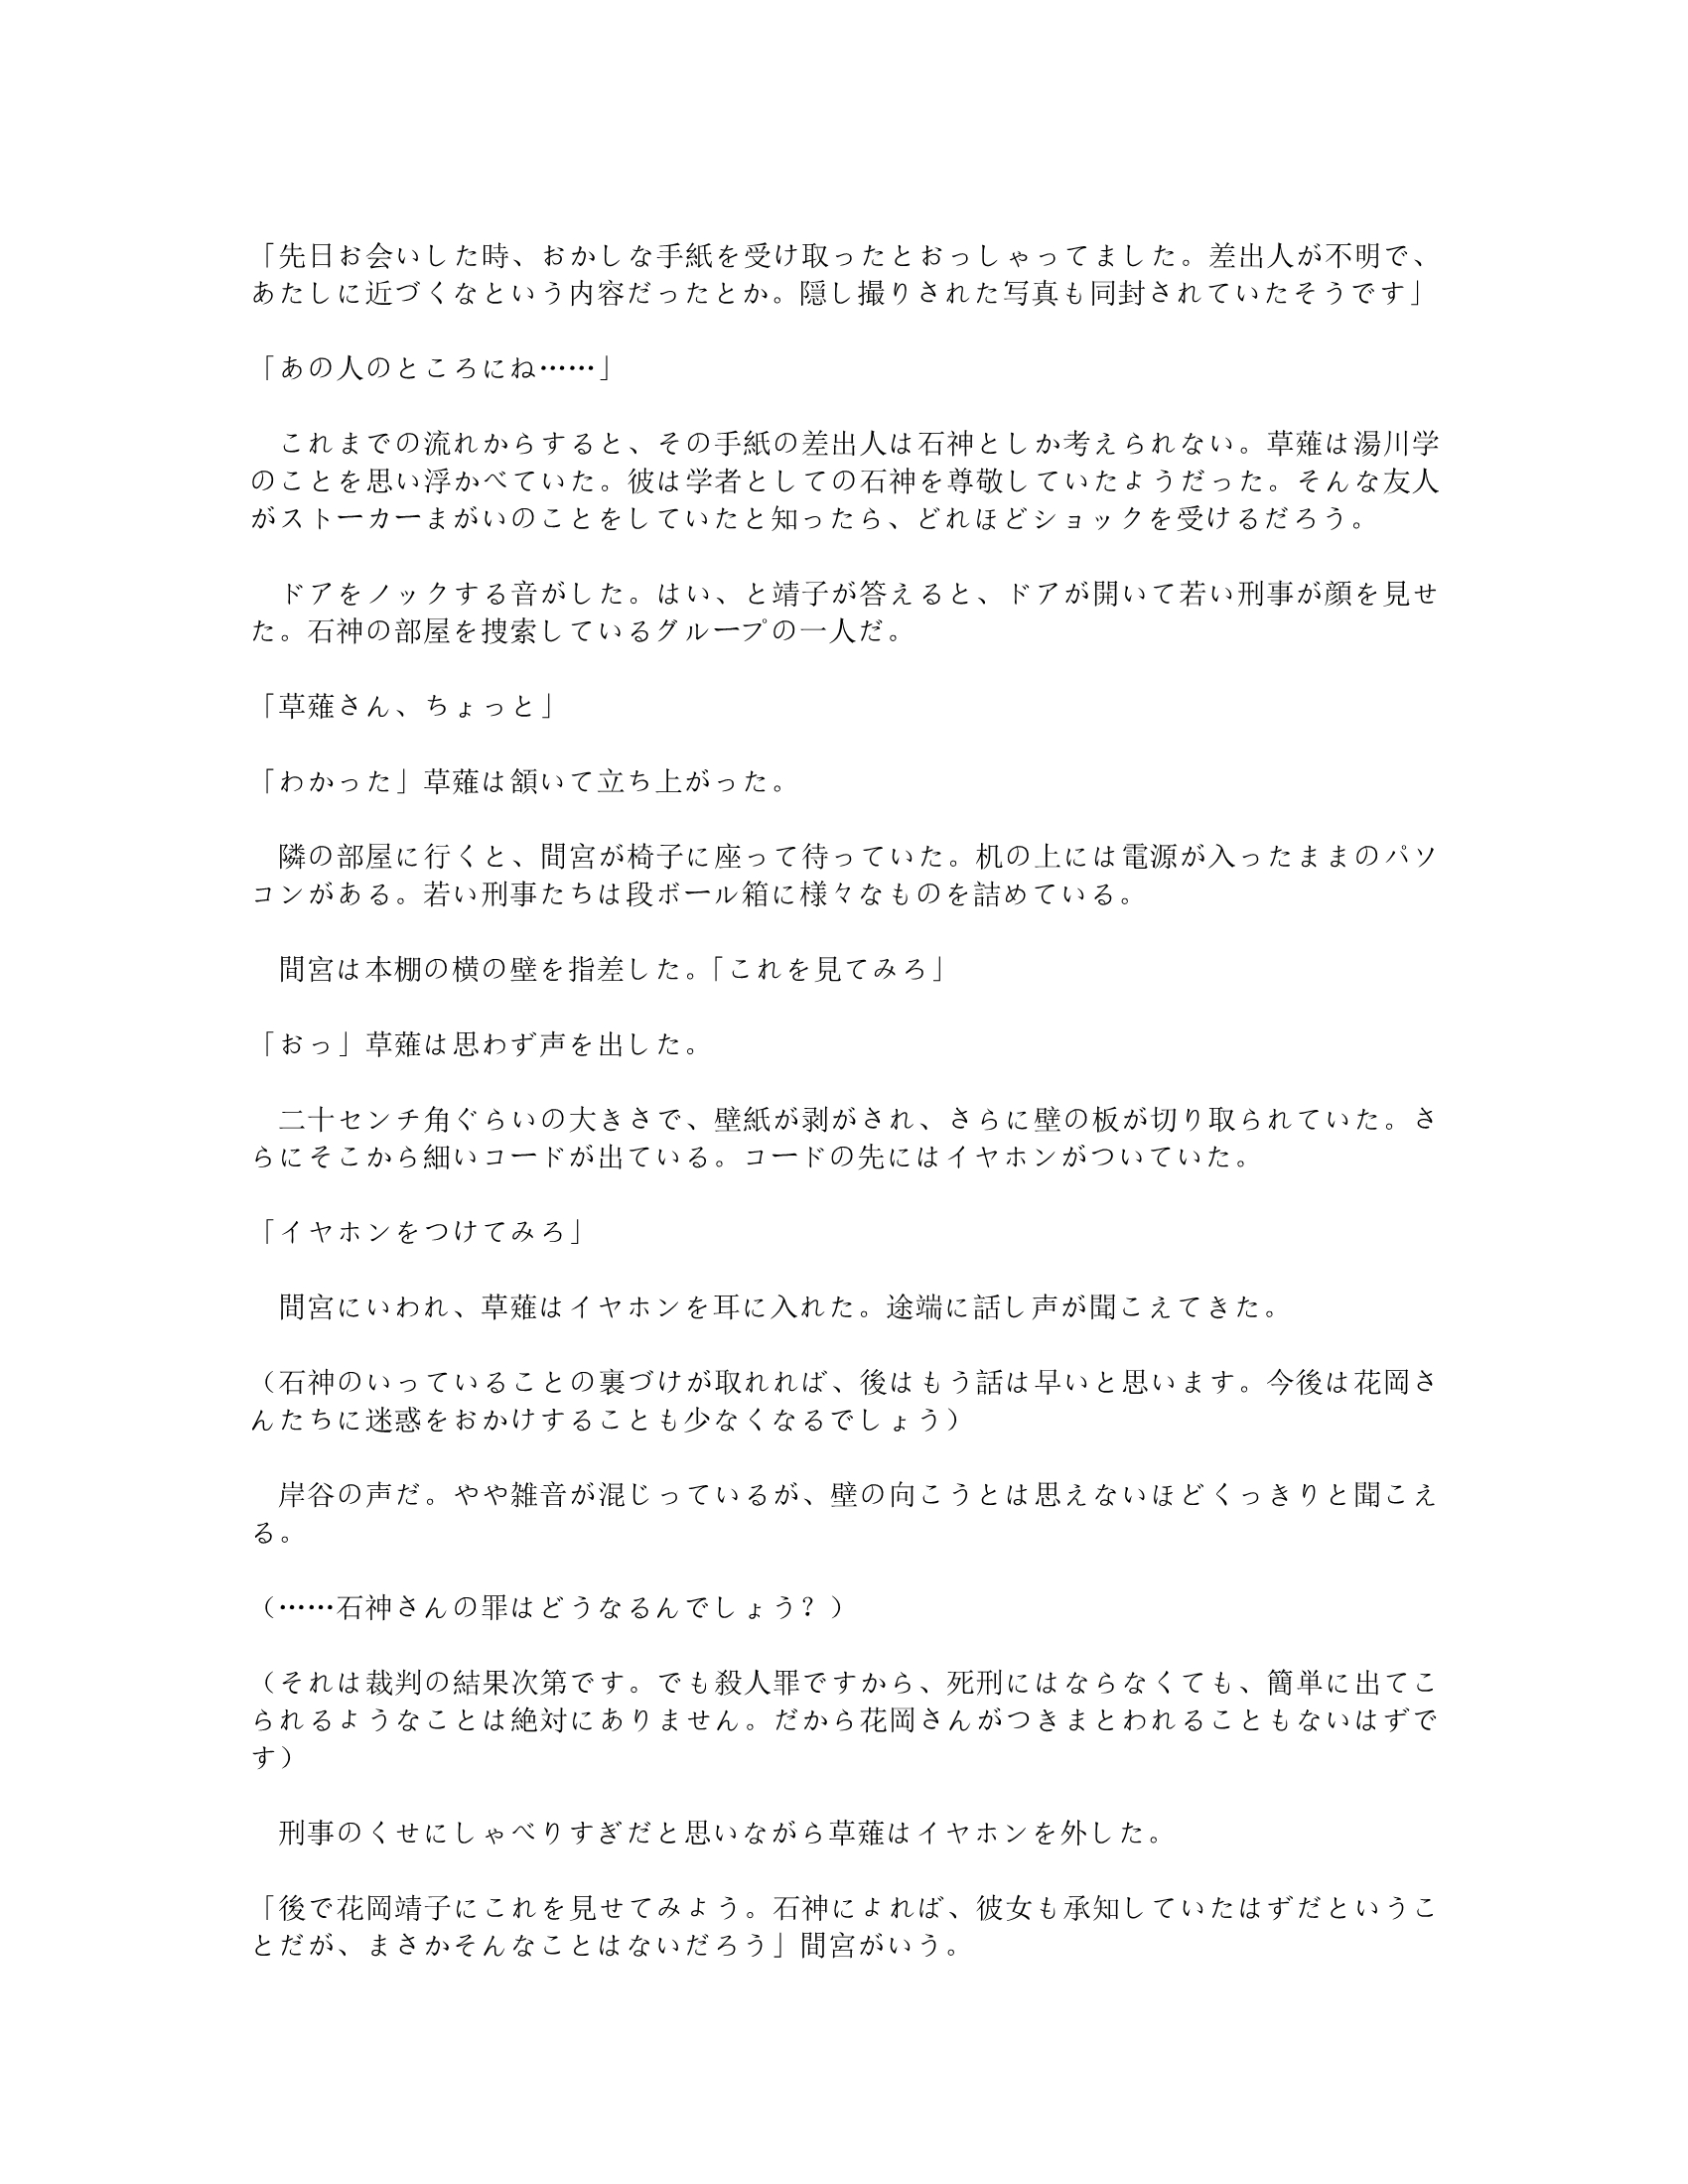 「先日お会いした時、おかしな手紙を受け取ったとおっしゃってました。差出人が不明で、
あたしに近づくなという内容だったとか。隠し撮りされた写真も同封されていたそうです」
「あの人のところにね……」
　これまでの流れからすると、その手紙の差出人は石神としか考えられない。草薙は湯川学
のことを思い浮かべていた。彼は学者としての石神を尊敬していたようだった。そんな友人
がストーカーまがいのことをしていたと知ったら、どれほどショックを受けるだろう。
　ドアをノックする音がした。はい、と靖子が答えると、ドアが開いて若い刑事が顔を見せ
た。石神の部屋を捜索しているグループの一人だ。
「草薙さん、ちょっと」
「わかった」草薙は頷いて立ち上がった。
　隣の部屋に行くと、間宮が椅子に座って待っていた。机の上には電源が入ったままのパソ
コンがある。若い刑事たちは段ボール箱に様々なものを詰めている。
　間宮は本棚の横の壁を指差した。「これを見てみろ」
「おっ」草薙は思わず声を出した。
　二十センチ角ぐらいの大きさで、壁紙が剥がされ、さらに壁の板が切り取られていた。さ
らにそこから細いコードが出ている。コードの先にはイヤホンがついていた。
「イヤホンをつけてみろ」
　間宮にいわれ、草薙はイヤホンを耳に入れた。途端に話し声が聞こえてきた。
（石神のいっていることの裏づけが取れれば、後はもう話は早いと思います。今後は花岡さ
んたちに迷惑をおかけすることも少なくなるでしょう）
　岸谷の声だ。やや雑音が混じっているが、壁の向こうとは思えないほどくっきりと聞こえ
る。
（……石神さんの罪はどうなるんでしょう？）
（それは裁判の結果次第です。でも殺人罪ですから、死刑にはならなくても、簡単に出てこ
られるようなことは絶対にありません。だから花岡さんがつきまとわれることもないはずで
す）
　刑事のくせにしゃべりすぎだと思いながら草薙はイヤホンを外した。
「後で花岡靖子にこれを見せてみよう。石神によれば、彼女も承知していたはずだというこ
とだが、まさかそんなことはないだろう」間宮がいう。